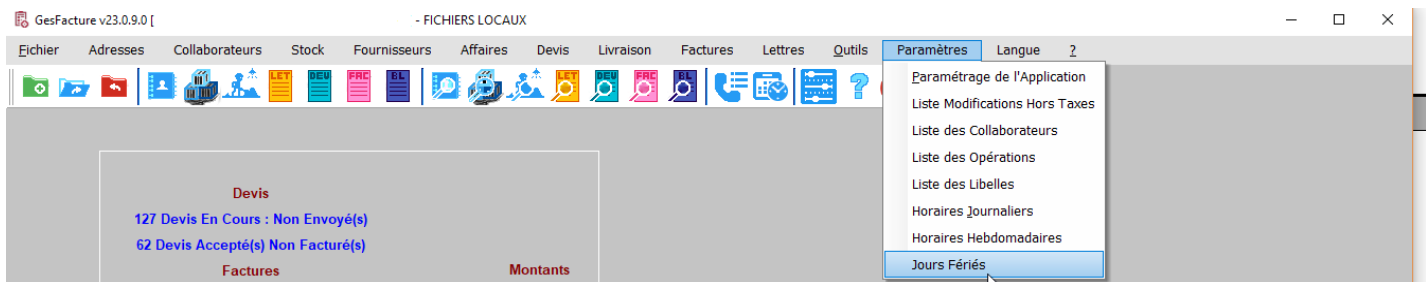 GesFacture v23.0.9.0 [ - FICHIERS LOCAUX
Eichier Adresses Collaborateurs Stock Fournisseurs Affaires Devis Livraison Factures Lettres Outils Paramètres Langue ?
LET DEV FAC BL LET DEV FAC BL ?
Paramétrage de l'Application
Liste Modifications Hors Taxes
Liste des Collaborateurs
Liste des Opérations
Liste des Libelles
Horaires Journaliers
Horaires Hebdomadaires
Jours Fériés
Devis
127 Devis En Cours : Non Envoyé(s)
62 Devis Accepté(s) Non Facturé(s)
Factures Montants